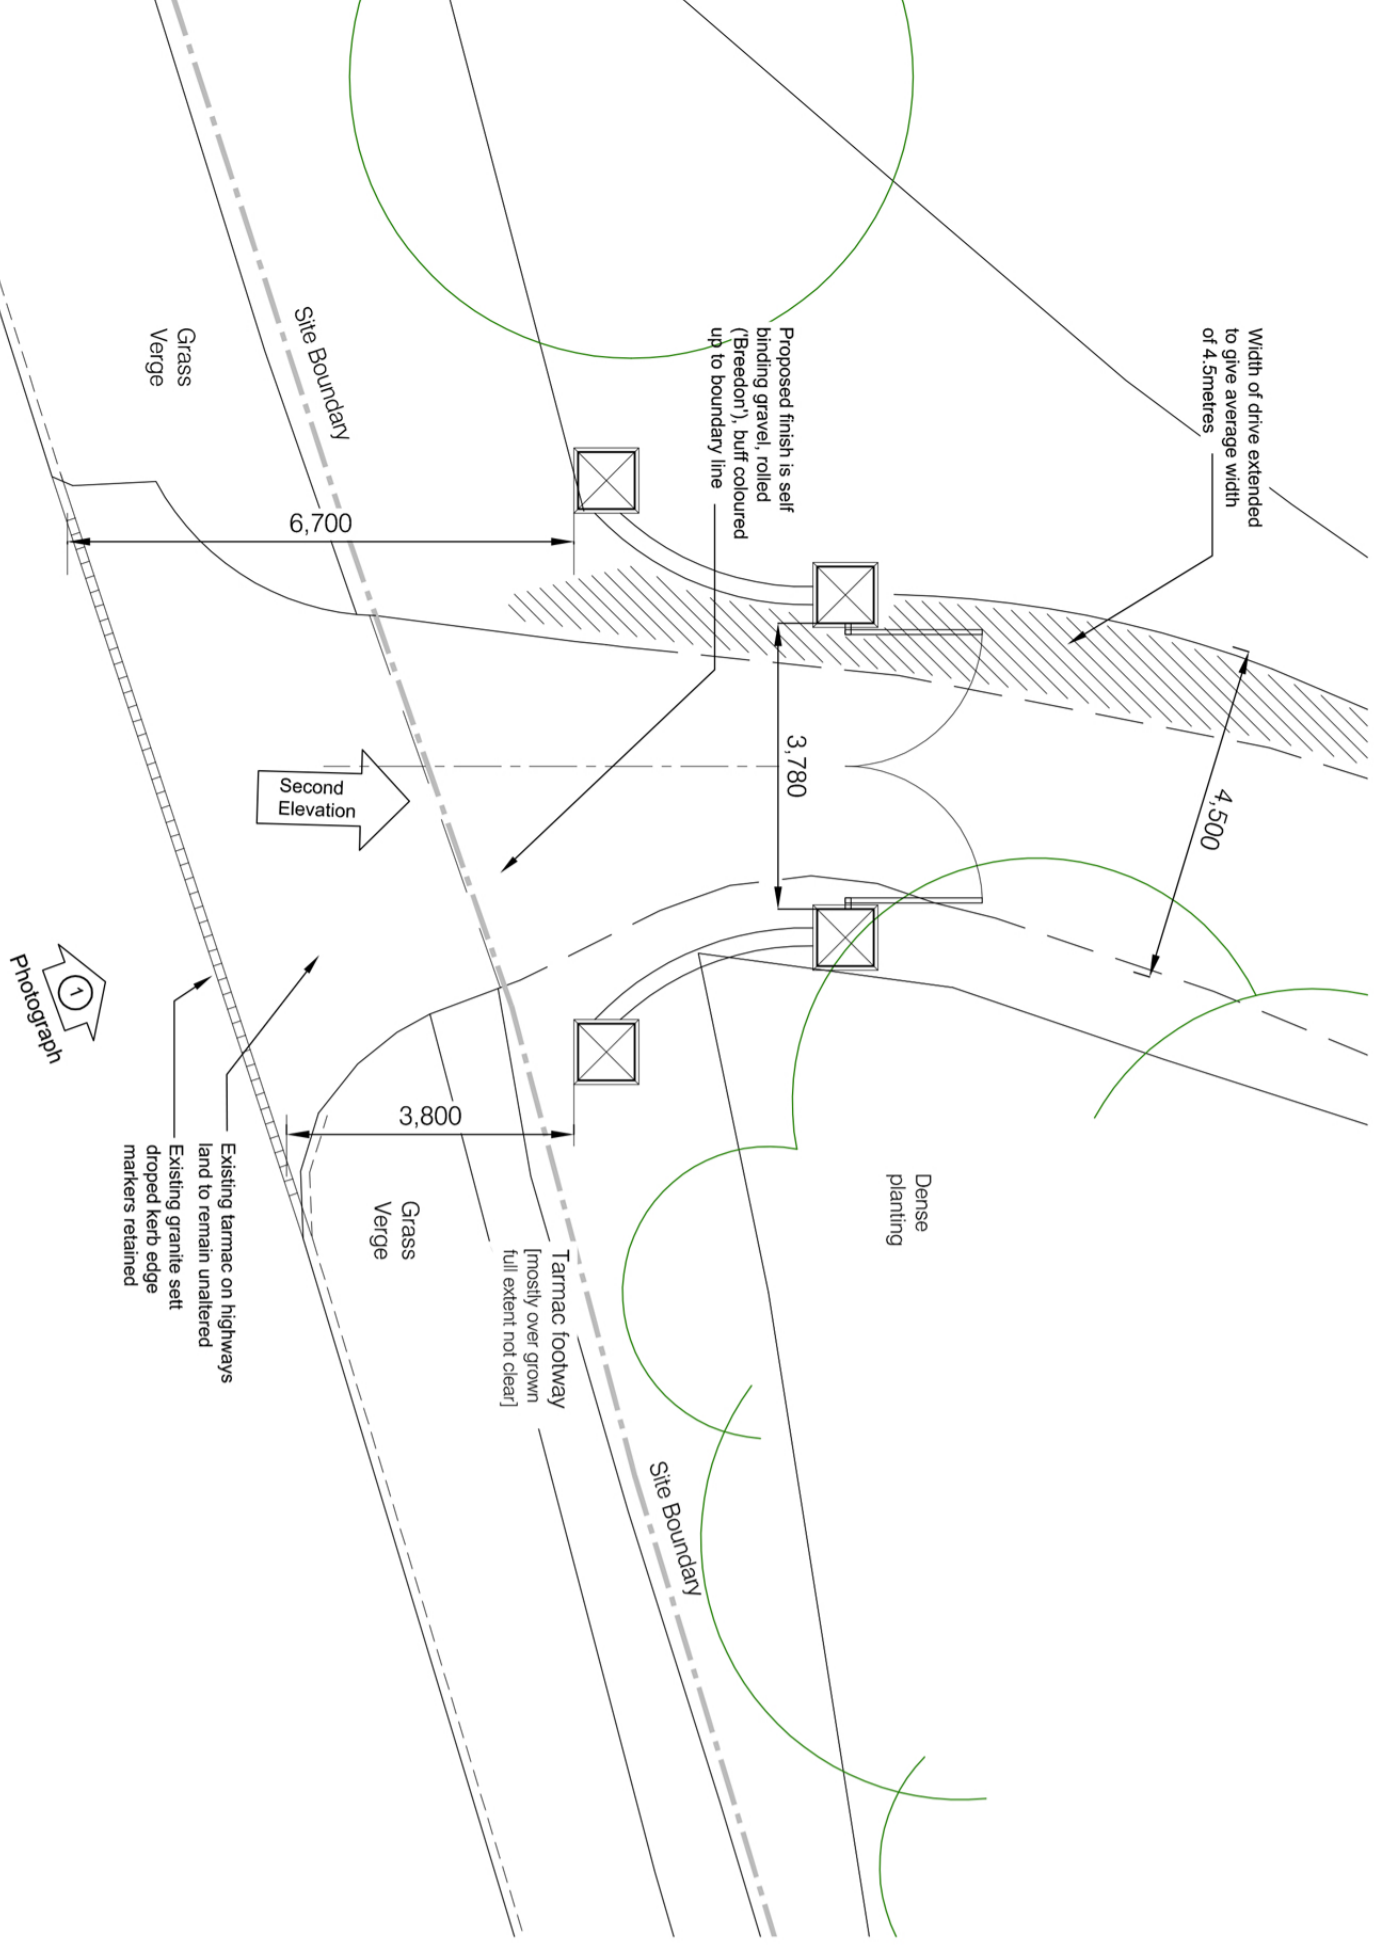 Width of drive extended
to give average width
of 4.5metres
Proposed finish is self
binding gravel, rolled
('Breedon'), buff coloured
up to boundary line
Site Boundary
Grass
Verge
6,700
3,780
4,500
Second
Elevation
1
Photograph
3,800
Dense
planting
Grass
Verge
Tarmac footway
[mostly over grown
full extent not clear]
Existing tarmac on highways
land to remain unaltered
Existing granite sett
droped kerb edge
markers retained
Site Boundary